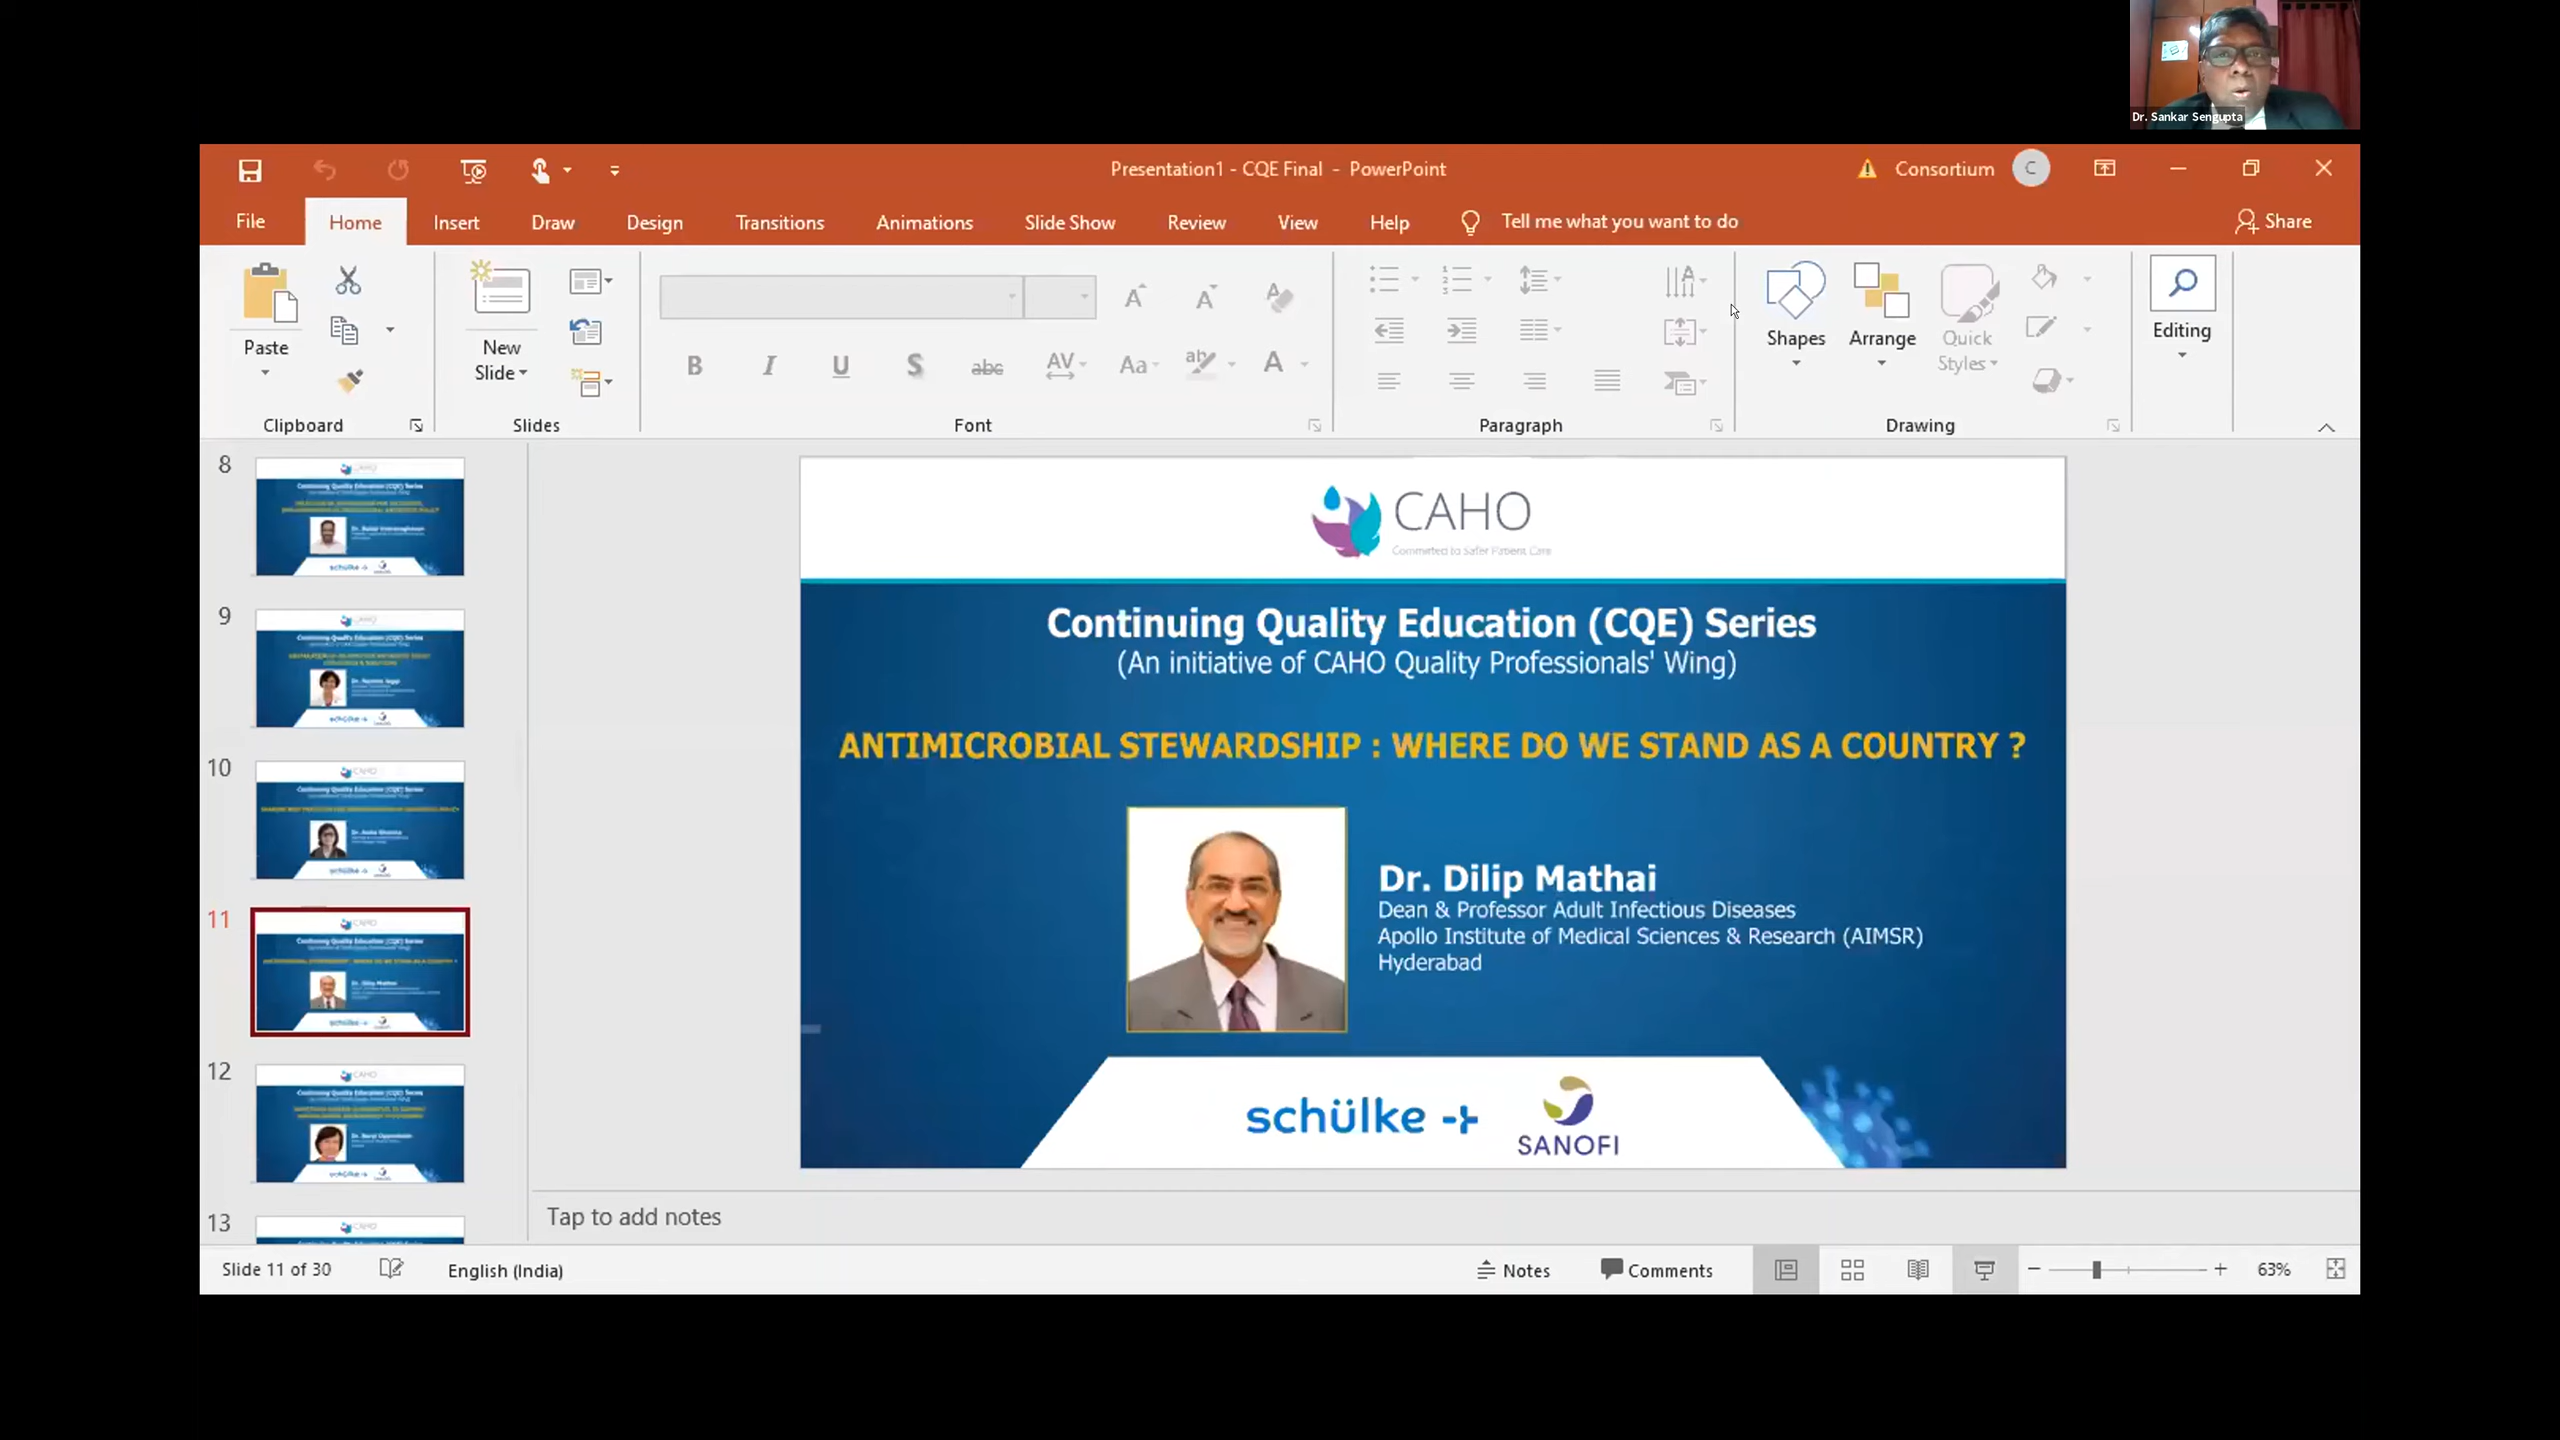 Dr. Sankar Sengupta
Presentation1 - CQE Final - PowerPoint
Consortium
C
File
Home
Insert
Draw
Design
Transitions
Animations
Slide Show
Review
View
Help
Tell me what you want to do
Share
Paste
New
Slide
Shapes
Arrange
Quick
Styles
Editing
Clipboard
Slides
Font
Paragraph
Drawing
8
9
10
11
12
13
CAHO
Committed to Safer Patient Care
Continuing Quality Education (CQE) Series
(An initiative of CAHO Quality Professionals' Wing)
ANTIMICROBIAL STEWARDSHIP : WHERE DO WE STAND AS A COUNTRY ?
Dr. Dilip Mathai
Dean & Professor Adult Infectious Diseases
Apollo Institute of Medical Sciences & Research (AIMSR)
Hyderabad
schülke -+
SANOFI
Tap to add notes
Slide 11 of 30
English (India)
Notes
Comments
63%